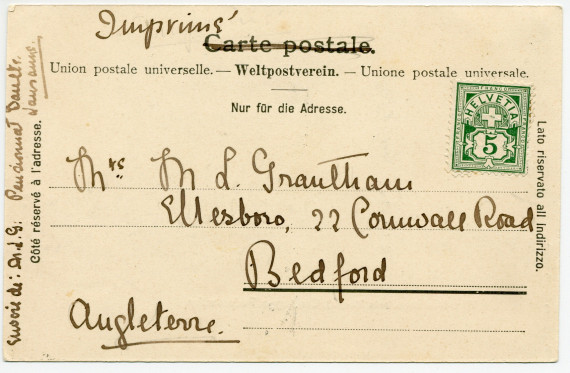 Imprimé
Carte postale.
Union postale universelle. — Weltpostverein. — Unione postale universale.
Nur für die Adresse.
HELVETIA
5
Mrs M L. Grantham
Ellesboro, 22 Cornwall Road
Bedford
Angleterre.
Côté réservé à l'adresse.
Lato riservato all indirizzo.
Envoi de: M.L.G. Pensionnat
Lausanne.